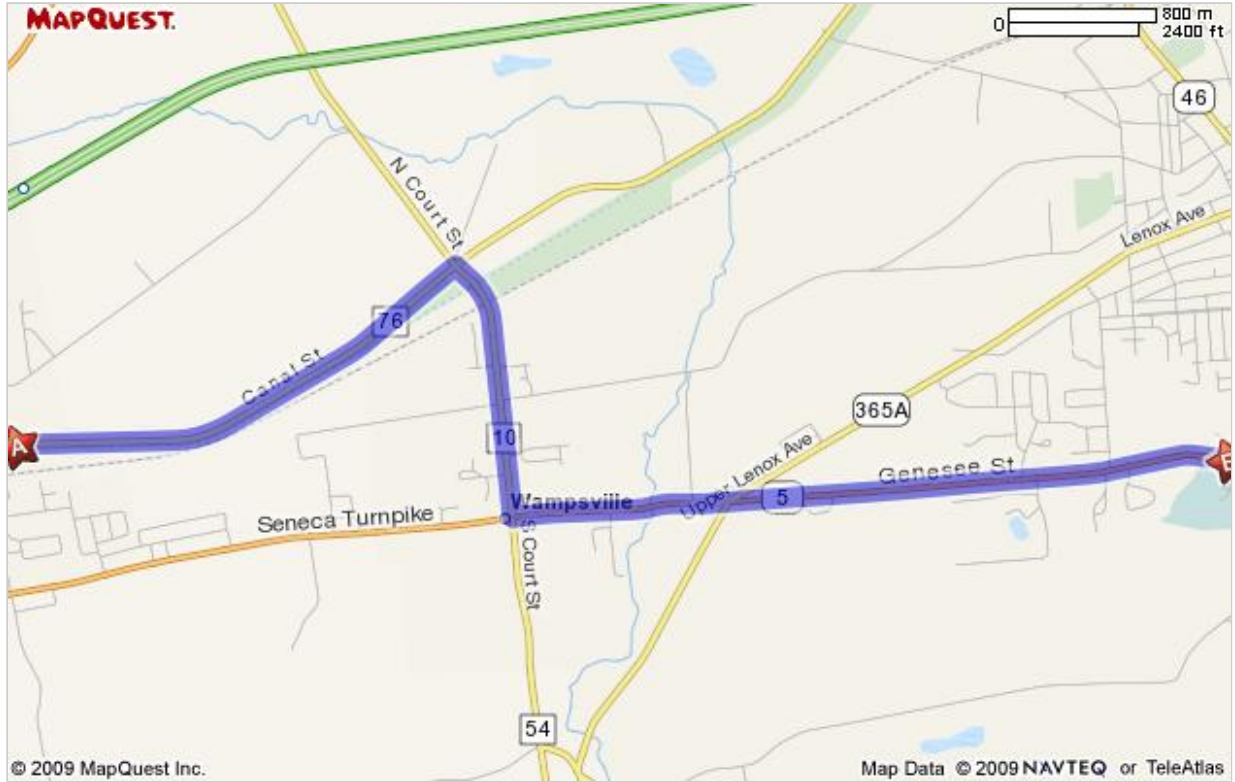 MAPQUEST.
0
800 m
2400 ft
46
N Court St
Lenox Ave
76
Canal St
A
365A
10
Upper Lenox Ave
Genesee St
5
Wampsville
Seneca Turnpike
S Court St
54
© 2009 MapQuest Inc.
Map Data © 2009 NAVTEQ or TeleAtlas